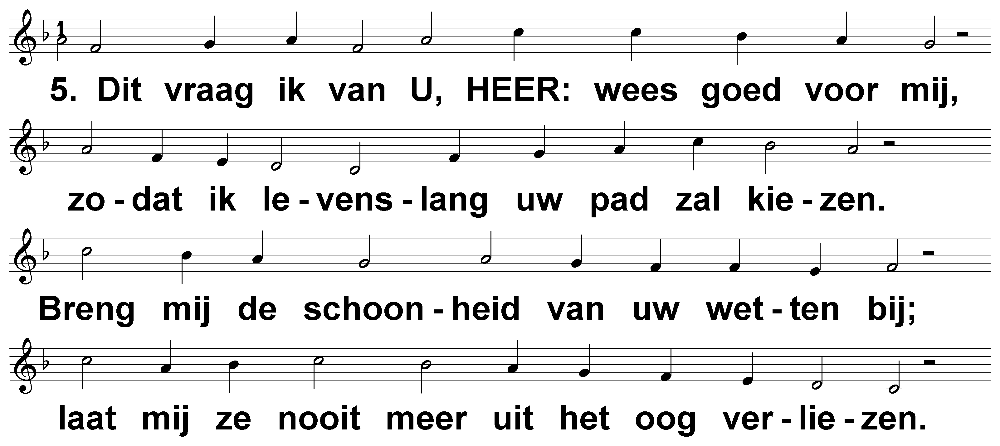 1
5. Dit vraag ik van U, HEER: wees goed voor mij,
zo - dat ik le - vens - lang uw pad zal kie - zen.
Breng mij de schoon - heid van uw wet - ten bij;
laat mij ze nooit meer uit het oog ver - lie - zen.